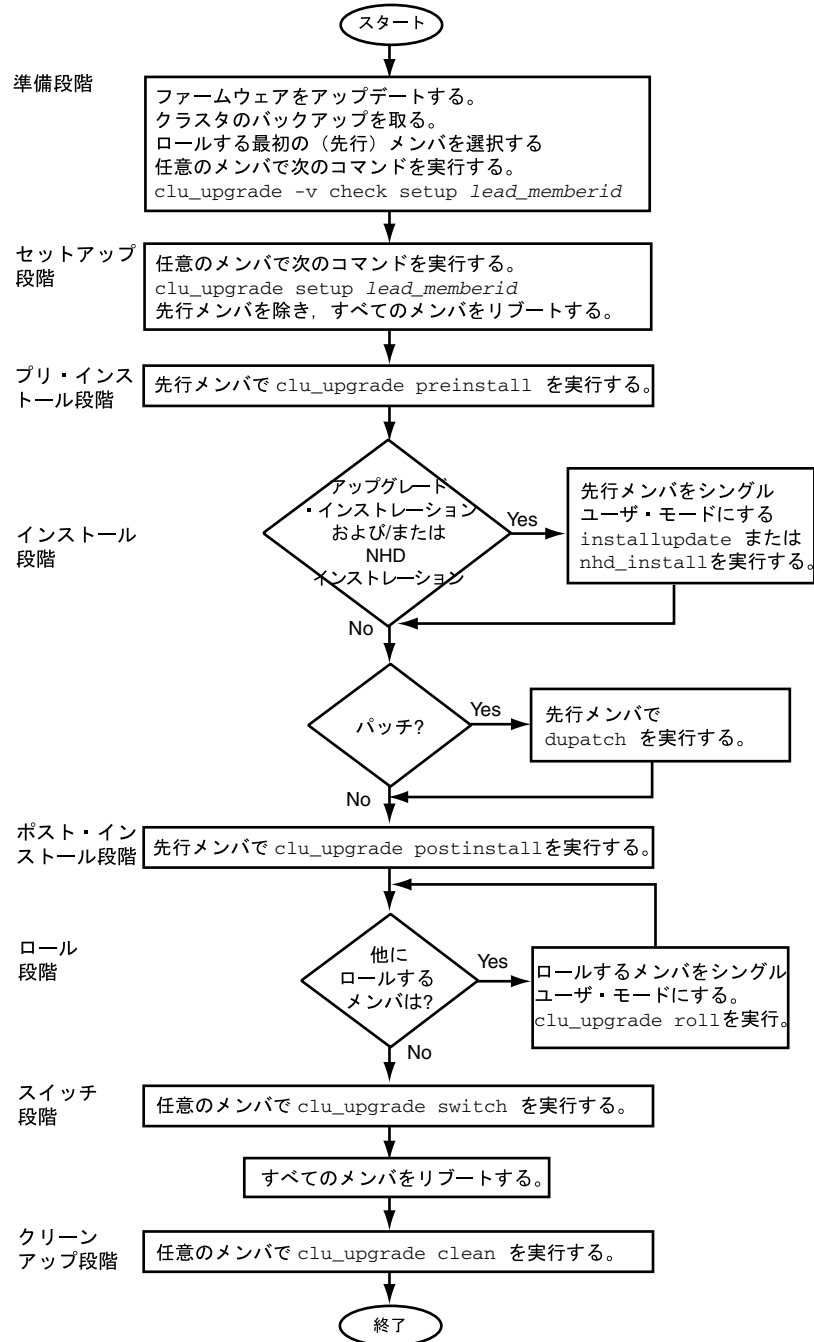 スタート
準備段階
ファームウェアをアップデートする。
クラスタのバックアップを取る。
ロールする最初の（先行）メンバを選択する
任意のメンバで次のコマンドを実行する。
clu_upgrade -v check setup lead_memberid
セットアップ
段階
任意のメンバで次のコマンドを実行する。
clu_upgrade setup lead_memberid
先行メンバを除き，すべてのメンバをリブートする。
プリ・インス
トール段階
先行メンバで clu_upgrade preinstall を実行する。
インストール
段階
アップグレード
・インストレーション
および/または
NHD
インストレーション
Yes
先行メンバをシングル
ユーザ・モードにする
installupdate または
nhd_installを実行する。
No
パッチ?
Yes
先行メンバで
dupatch を実行する。
No
ポスト・イン
ストール段階
先行メンバで clu_upgrade postinstallを実行する。
ロール
段階
他に
ロールする
メンバは?
Yes
ロールするメンバをシングル
ユーザ・モードにする。
clu_upgrade rollを実行。
No
スイッチ
段階
任意のメンバで clu_upgrade switch を実行する。
すべてのメンバをリブートする。
クリーン
アップ段階
任意のメンバで clu_upgrade clean を実行する。
終了